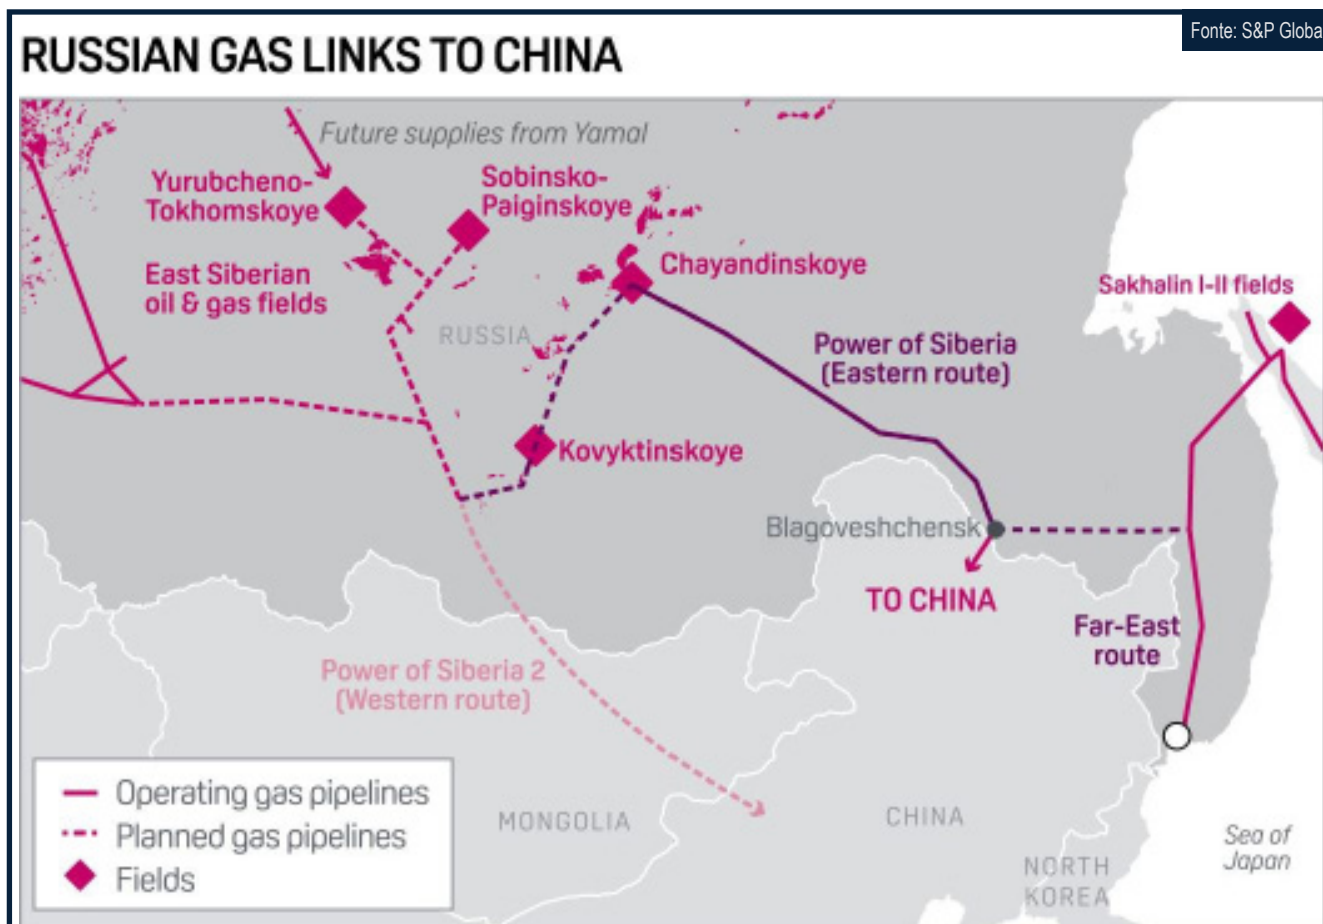 Fonte: S&P Globa
RUSSIAN GAS LINKS TO CHINA
Future supplies from Yamal
Yurubcheno-
Tokhomskoye
Sobinsko-
Paiginskoye
Chayandinskoye
East Siberian
oil & gas fields
Sakhalin I-II fields
RUSSIA
Power of Siberia
(Eastern route)
Kovyktinskoye
Blagoveshchensk
TO CHINA
Far-East
route
Power of Siberia 2
(Western route)
Operating gas pipelines
Planned gas pipelines
Fields
MONGOLIA
CHINA
NORTH
KOREA
Sea of
Japan